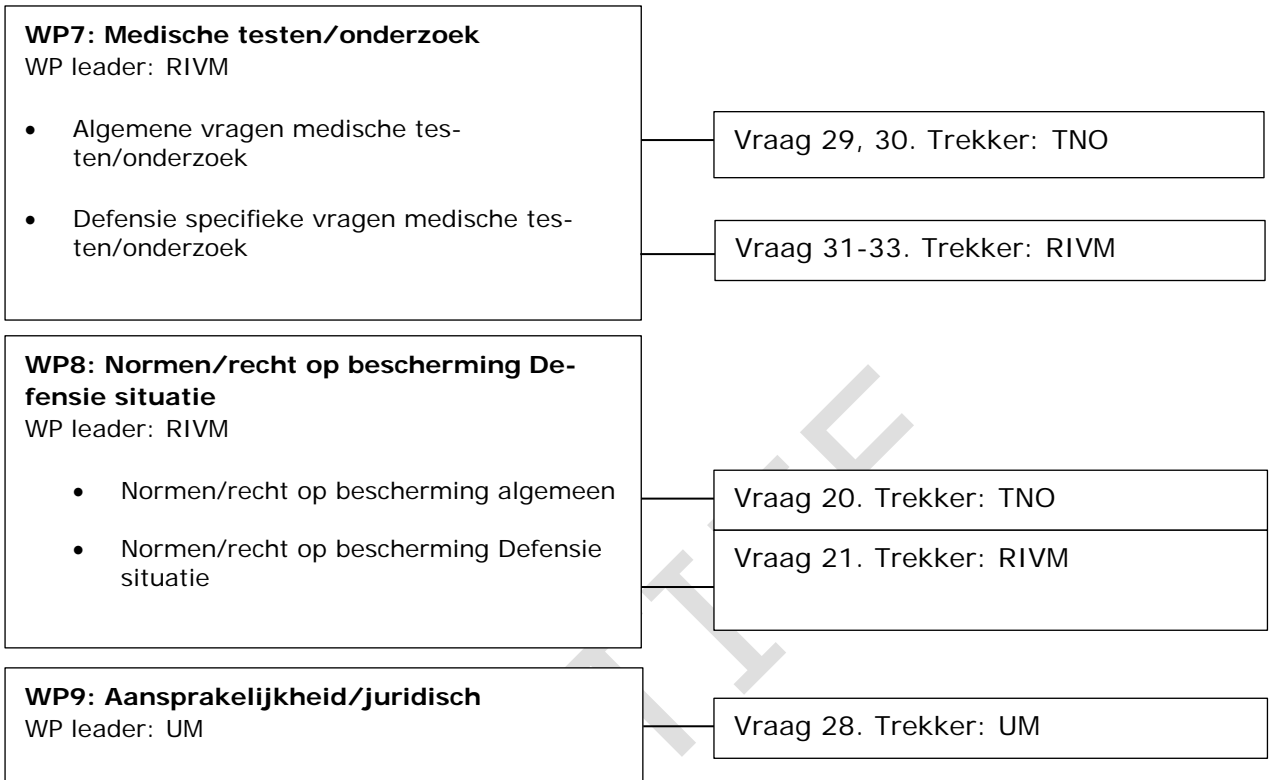 WP7: Medische testen/onderzoek
WP leader: RIVM
• Algemene vragen medische tes-
ten/onderzoek
• Defensie specifieke vragen medische tes-
ten/onderzoek
Vraag 29, 30. Trekker: TNO
Vraag 31-33. Trekker: RIVM
WP8: Normen/recht op bescherming De-
fensie situatie
WP leader: RIVM
• Normen/recht op bescherming algemeen
• Normen/recht op bescherming Defensie
situatie
Vraag 20. Trekker: TNO
Vraag 21. Trekker: RIVM
WP9: Aansprakelijkheid/juridisch
WP leader: UM
Vraag 28. Trekker: UM